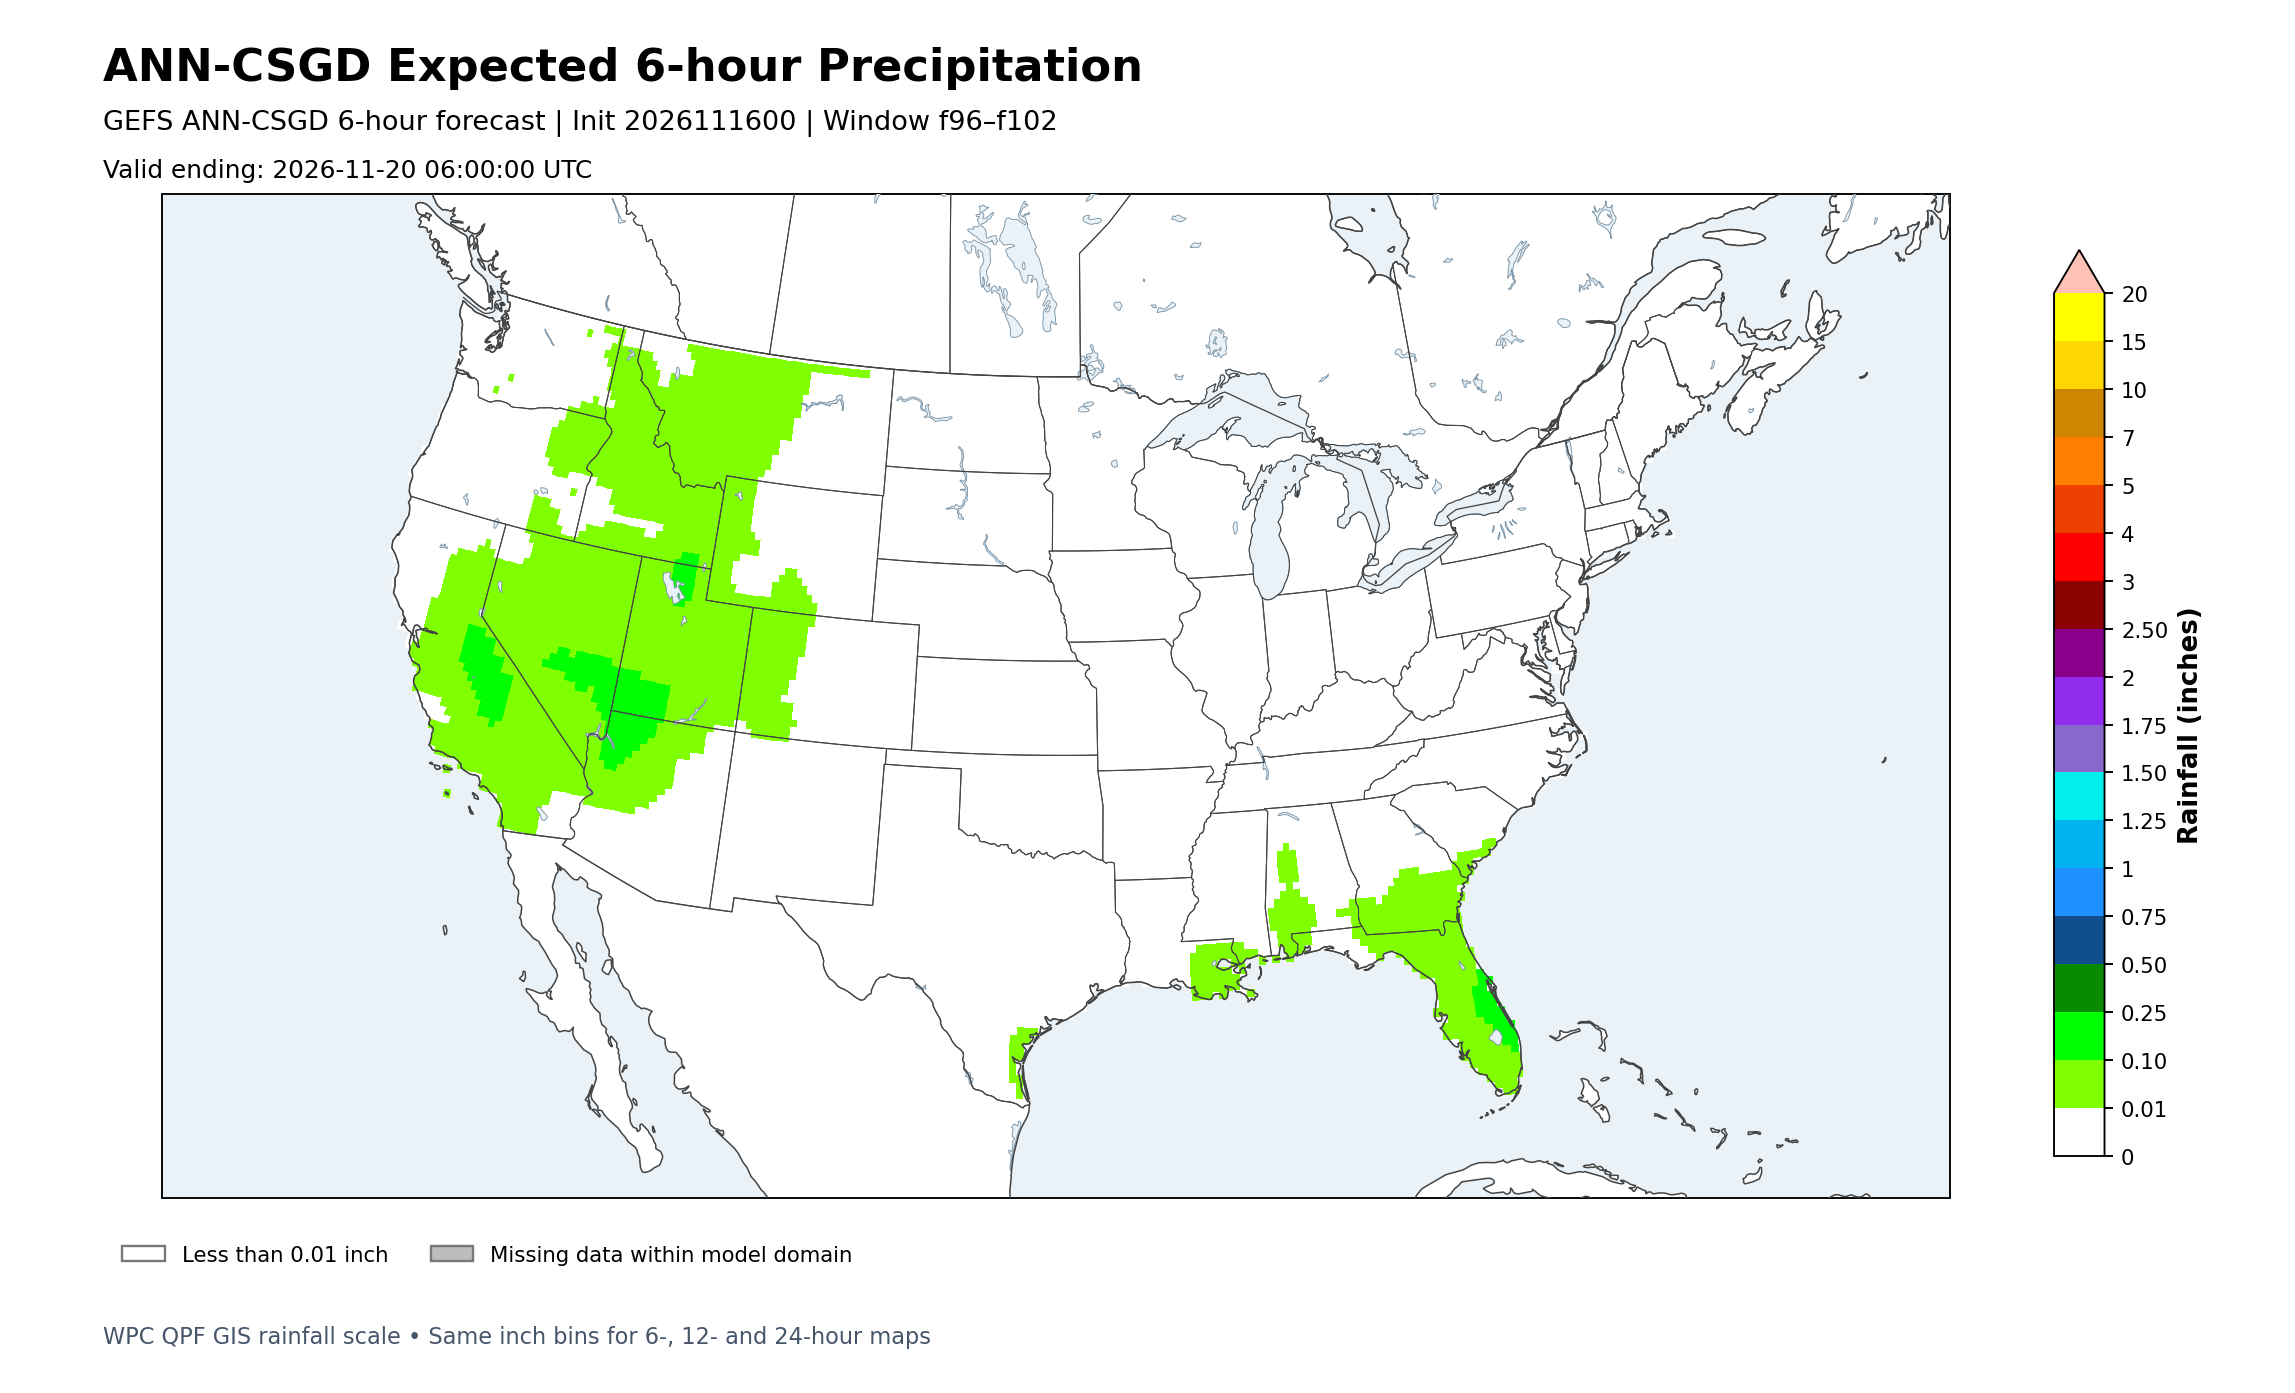 ANN-CSGD Expected 6-hour Precipitation
GEFS ANN-CSGD 6-hour forecast | Init 2026111600 | Window f96–f102
Valid ending: 2026-11-20 06:00:00 UTC
20
15
10
7
5
4
3
2.50
2
1.75
1.50
1.25
1
0.75
0.50
0.25
0.10
0.01
0
Rainfall (inches)
Less than 0.01 inch
Missing data within model domain
WPC QPF GIS rainfall scale • Same inch bins for 6-, 12- and 24-hour maps